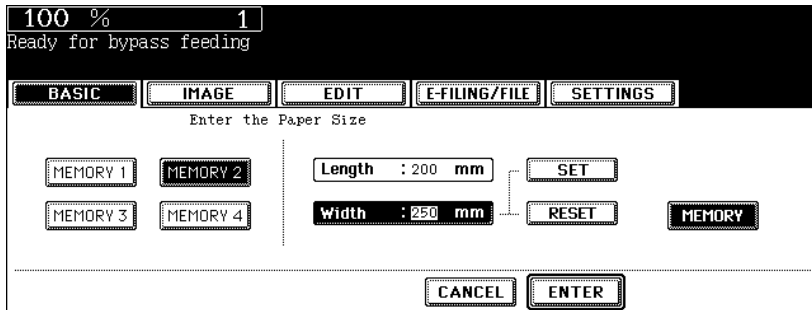 100 % 1
Ready for bypass feeding
BASIC IMAGE EDIT E-FILING/FILE SETTINGS
Enter the Paper Size
MEMORY 1 MEMORY 2 Length : 200 mm SET
MEMORY 3 MEMORY 4 Width : 250 mm RESET MEMORY
CANCEL ENTER